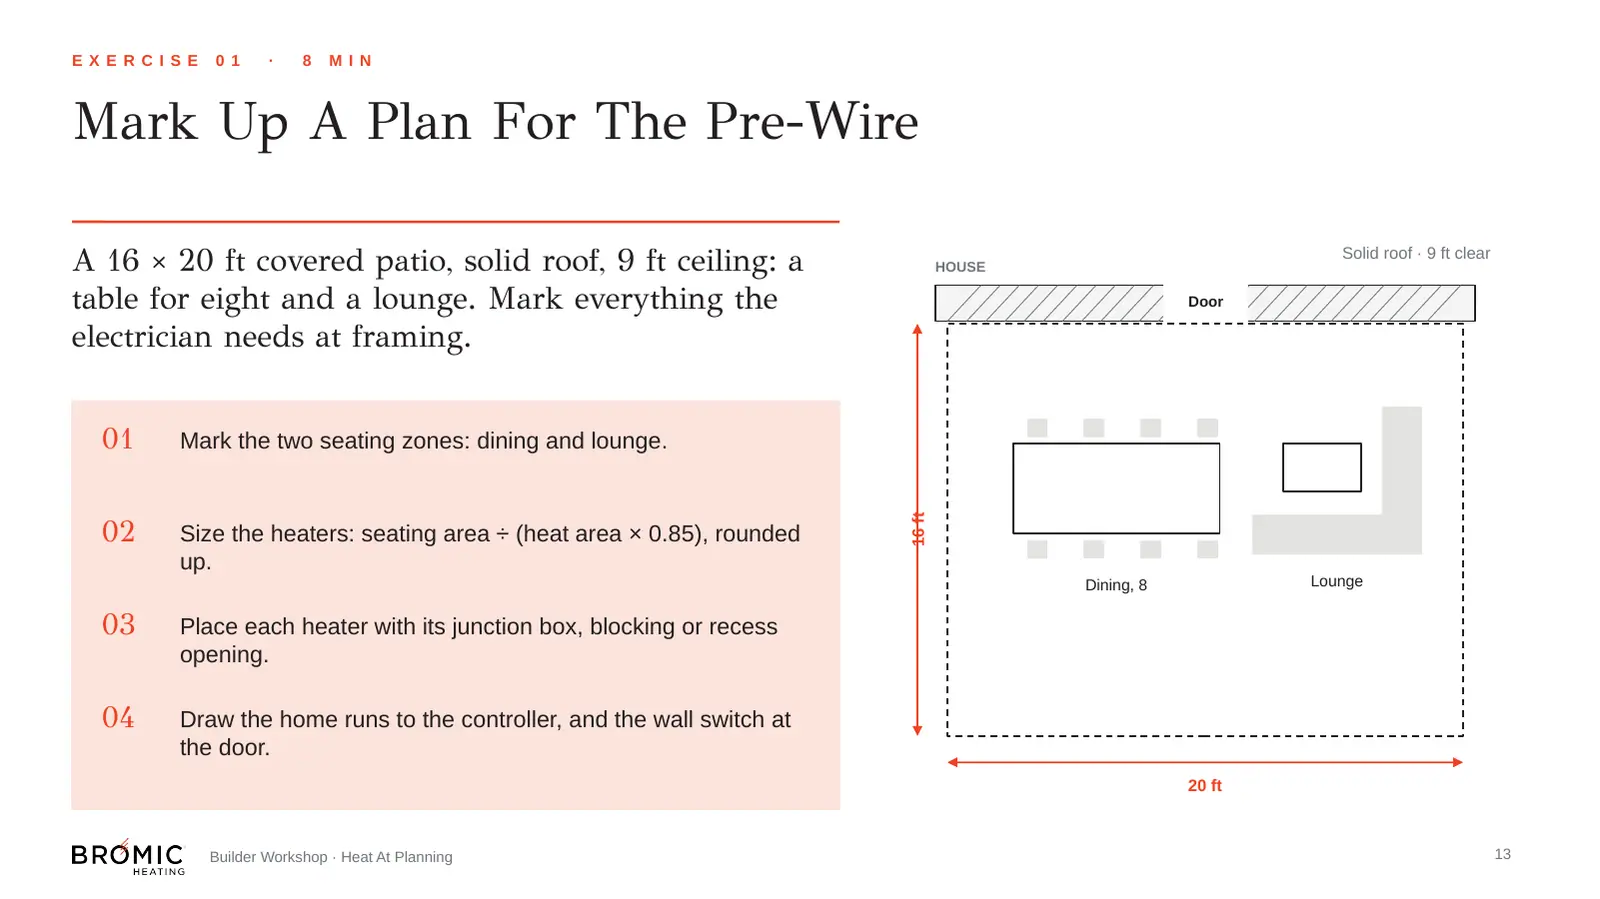 EXERCISE 01 · 8 MIN
Mark Up A Plan For The Pre-Wire
A 16 × 20 ft covered patio, solid roof, 9 ft ceiling: a
table for eight and a lounge. Mark everything the
electrician needs at framing.
01 Mark the two seating zones: dining and lounge.
02 Size the heaters: seating area ÷ (heat area × 0.85), rounded
up.
03 Place each heater with its junction box, blocking or recess
opening.
04 Draw the home runs to the controller, and the wall switch at
the door.
Solid roof · 9 ft clear
HOUSE
Door
16 ft
Dining, 8
Lounge
20 ft
BROMIC
HEATING
Builder Workshop · Heat At Planning
13